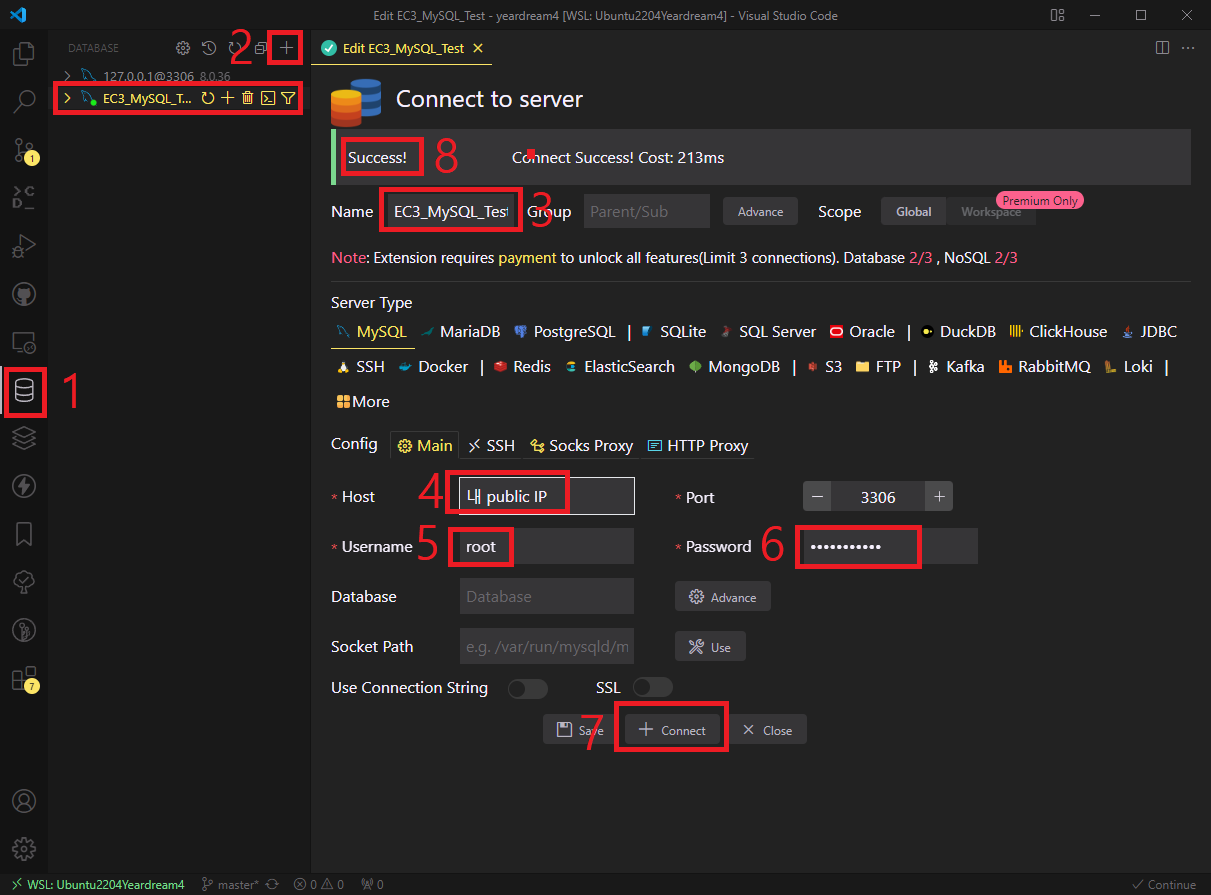 Edit EC3_MySQL_Test - yeardream4 [WSL: Ubuntu2204Yeardream4] - Visual Studio Code
DATABASE
2
Edit EC3_MySQL_Test
127.0.0.1@3306 8.0.36
EC3_MySQL_T...
Connect to server
Success! 8 Connect Success! Cost: 213ms
Name EC3_MySQL_Test 3 Group Parent/Sub Advance Scope Global Workspace Premium Only
Note: Extension requires payment to unlock all features(Limit 3 connections). Database 2/3 , NoSQL 2/3
Server Type
MySQL MariaDB PostgreSQL | SQLite SQL Server Oracle | DuckDB ClickHouse JDBC
SSH Docker | Redis ElasticSearch MongoDB | S3 FTP | Kafka RabbitMQ Loki |
More
1
Config Main SSH Socks Proxy HTTP Proxy
* Host 4 내 public IP * Port 3306
* Username 5 root * Password 6 •••••••••••
Database Database Advance
Socket Path e.g. /var/run/mysqld/m Use
Use Connection String SSL
Save 7 Connect Close
1
7
WSL: Ubuntu2204Yeardream4 master* 0 0 0 Continue